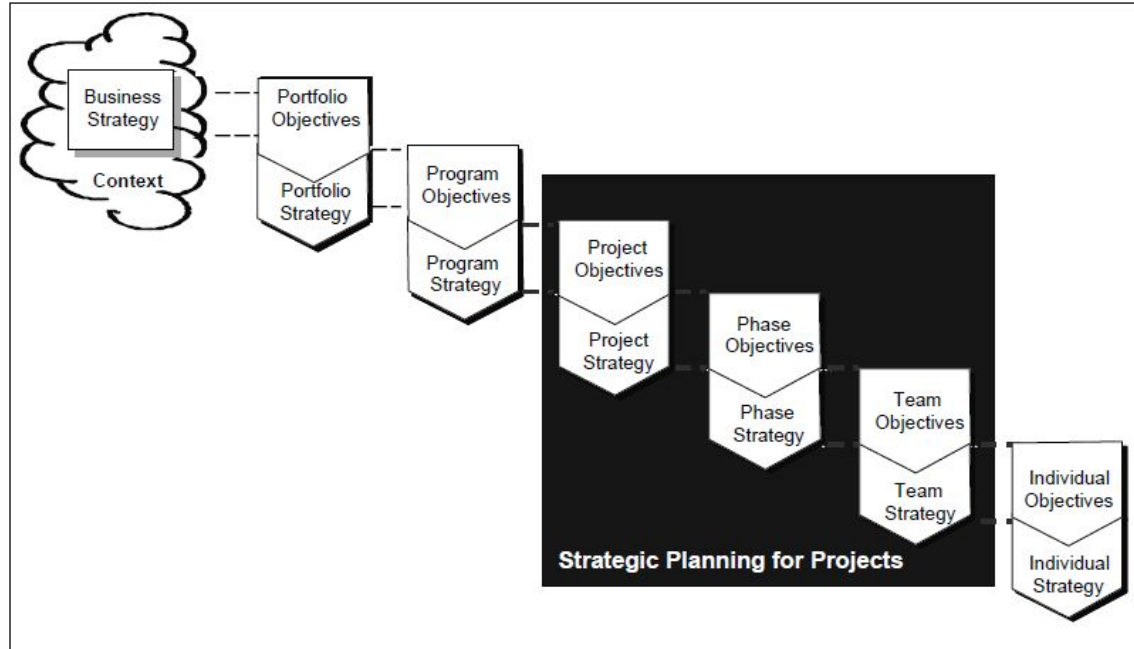 Business
Strategy
Context
Portfolio
Objectives
Portfolio
Strategy
Program
Objectives
Program
Strategy
Project
Objectives
Project
Strategy
Phase
Objectives
Phase
Strategy
Team
Objectives
Team
Strategy
Strategic Planning for Projects
Individual
Objectives
Individual
Strategy